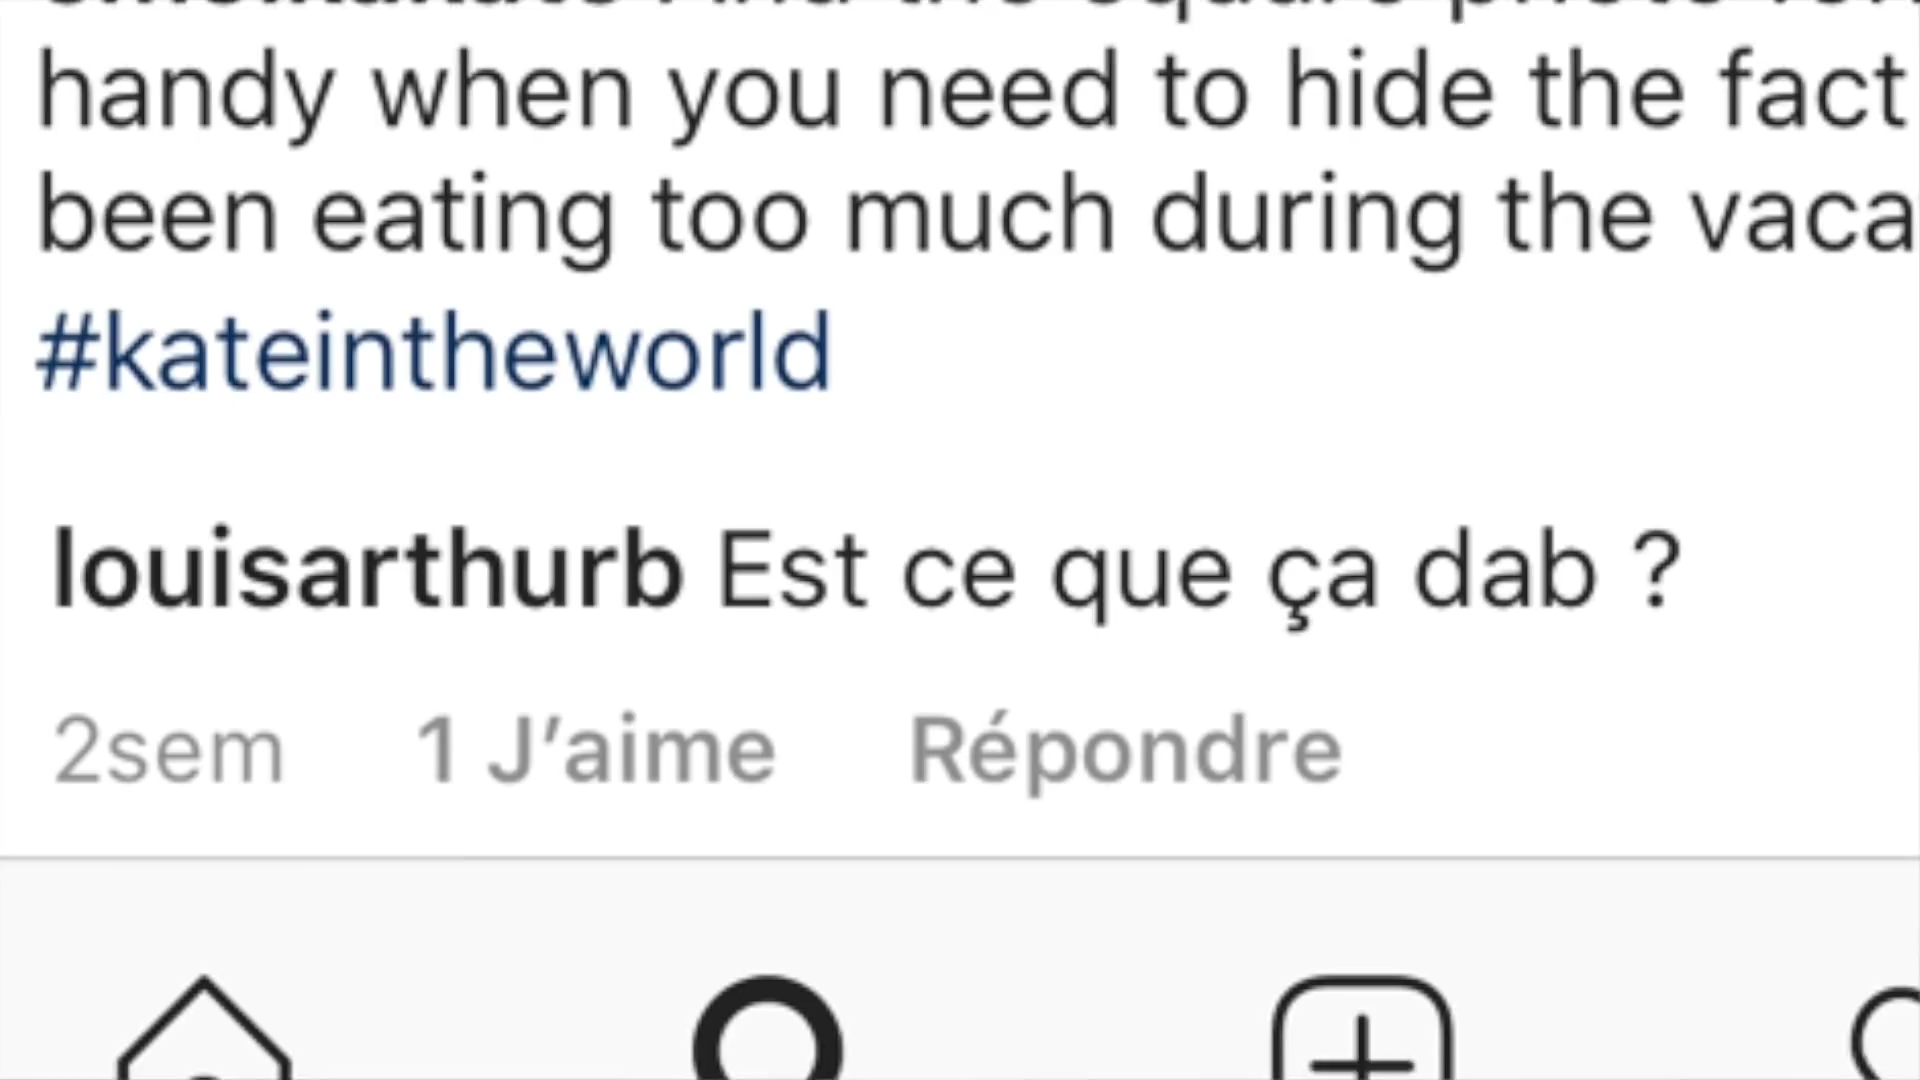 handy when you need to hide the fact
been eating too much during the vaca
#kateintheworld
louisarthurb Est ce que ça dab ?
2sem 1 J’aime Répondre